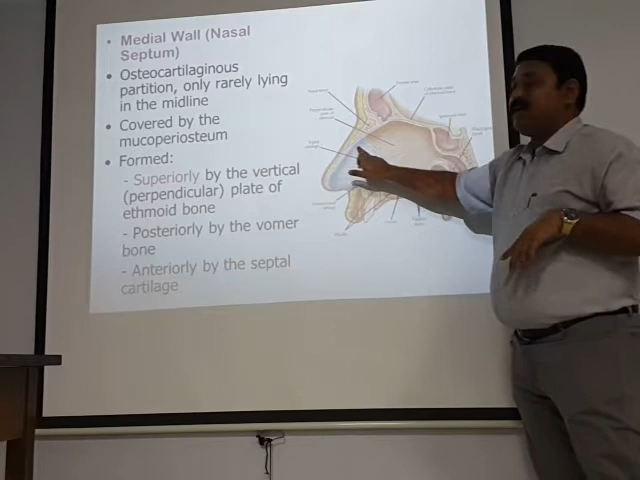 Medial Wall (Nasal
Septum)
Osteocartilaginous
partition, only rarely lying
in the midline
Covered by the
mucoperiosteum
Formed:
- Superiorly by the vertical
(perpendicular) plate of
ethmoid bone
- Posteriorly by the vomer
bone
- Anteriorly by the septal
cartilage